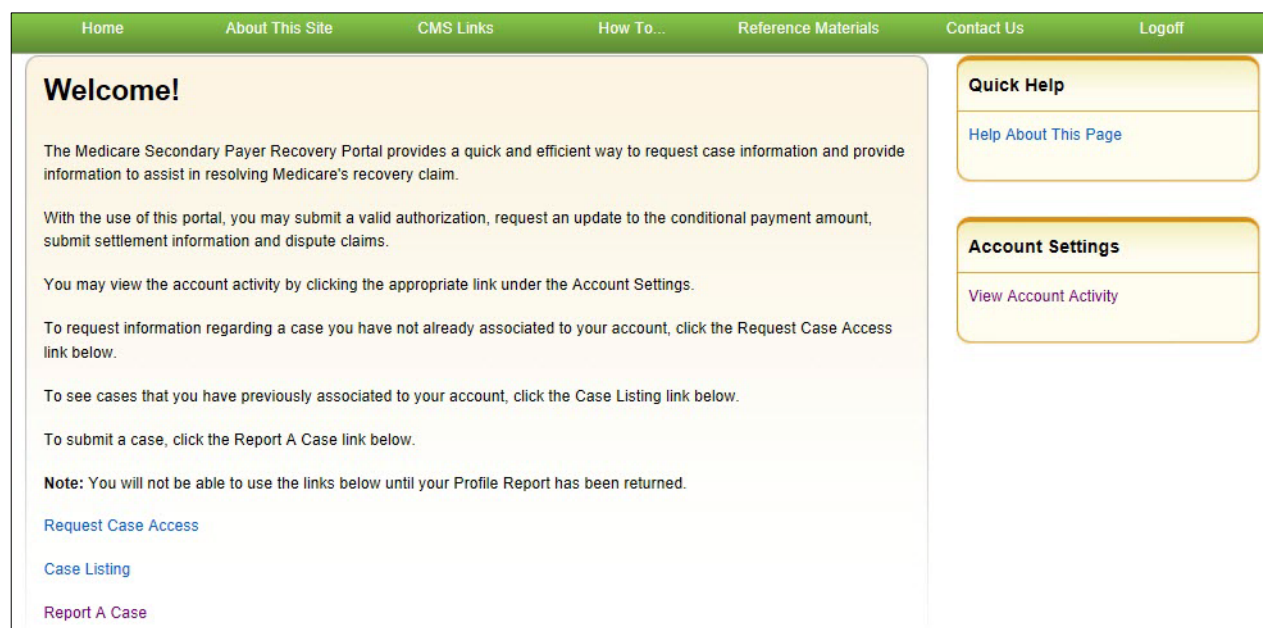 Home About This Site CMS Links How To... Reference Materials Contact Us Logoff
Welcome!
The Medicare Secondary Payer Recovery Portal provides a quick and efficient way to request case information and provide
information to assist in resolving Medicare's recovery claim.
With the use of this portal, you may submit a valid authorization, request an update to the conditional payment amount,
submit settlement information and dispute claims.
You may view the account activity by clicking the appropriate link under the Account Settings.
To request information regarding a case you have not already associated to your account, click the Request Case Access
link below.
To see cases that you have previously associated to your account, click the Case Listing link below.
To submit a case, click the Report A Case link below.
Note: You will not be able to use the links below until your Profile Report has been returned.
Request Case Access
Case Listing
Report A Case
Quick Help
Help About This Page
Account Settings
View Account Activity